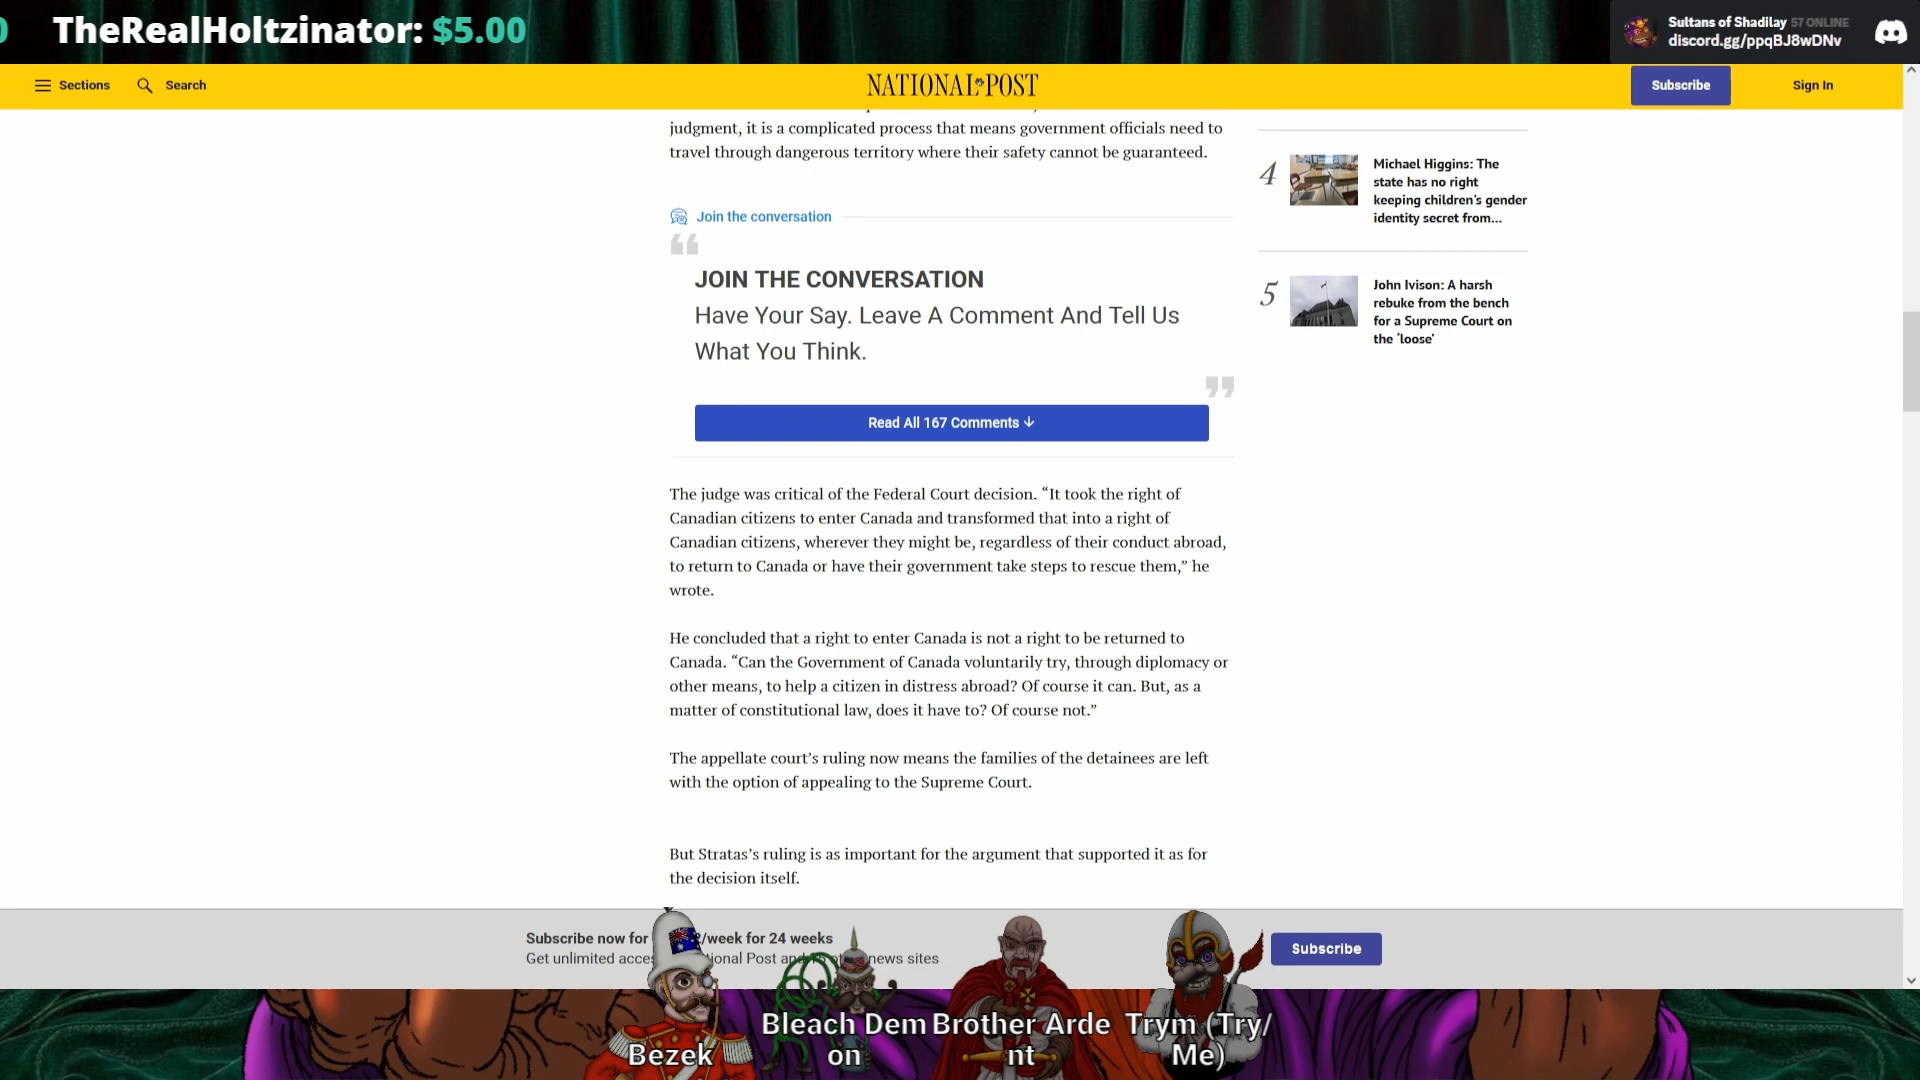 TheRealHoltzinator: $5.00
Sultans of Shadilay 57 ONLINE
discord.gg/ppqBJ8wDNv
Sections
Search
NATIONAL POST
Subscribe
Sign In
judgment, it is a complicated process that means government officials need to
travel through dangerous territory where their safety cannot be guaranteed.
Join the conversation
JOIN THE CONVERSATION
Have Your Say. Leave A Comment And Tell Us
What You Think.
Read All 167 Comments
The judge was critical of the Federal Court decision. “It took the right of
Canadian citizens to enter Canada and transformed that into a right of
Canadian citizens, wherever they might be, regardless of their conduct abroad,
to return to Canada or have their government take steps to rescue them,” he
wrote.
He concluded that a right to enter Canada is not a right to be returned to
Canada. “Can the Government of Canada voluntarily try, through diplomacy or
other means, to help a citizen in distress abroad? Of course it can. But, as a
matter of constitutional law, does it have to? Of course not.”
The appellate court’s ruling now means the families of the detainees are left
with the option of appealing to the Supreme Court.
But Stratas’s ruling is as important for the argument that supported it as for
the decision itself.
4
Michael Higgins: The
state has no right
keeping children’s gender
identity secret from...
5
John Ivison: A harsh
rebuke from the bench
for a Supreme Court on
the ‘loose’
Subscribe now for /week for 24 weeks
Get unlimited news sites
Subscribe
Bezek
Bleach Dem
on
Brother Arde
nt
Trym (Try/
Me)